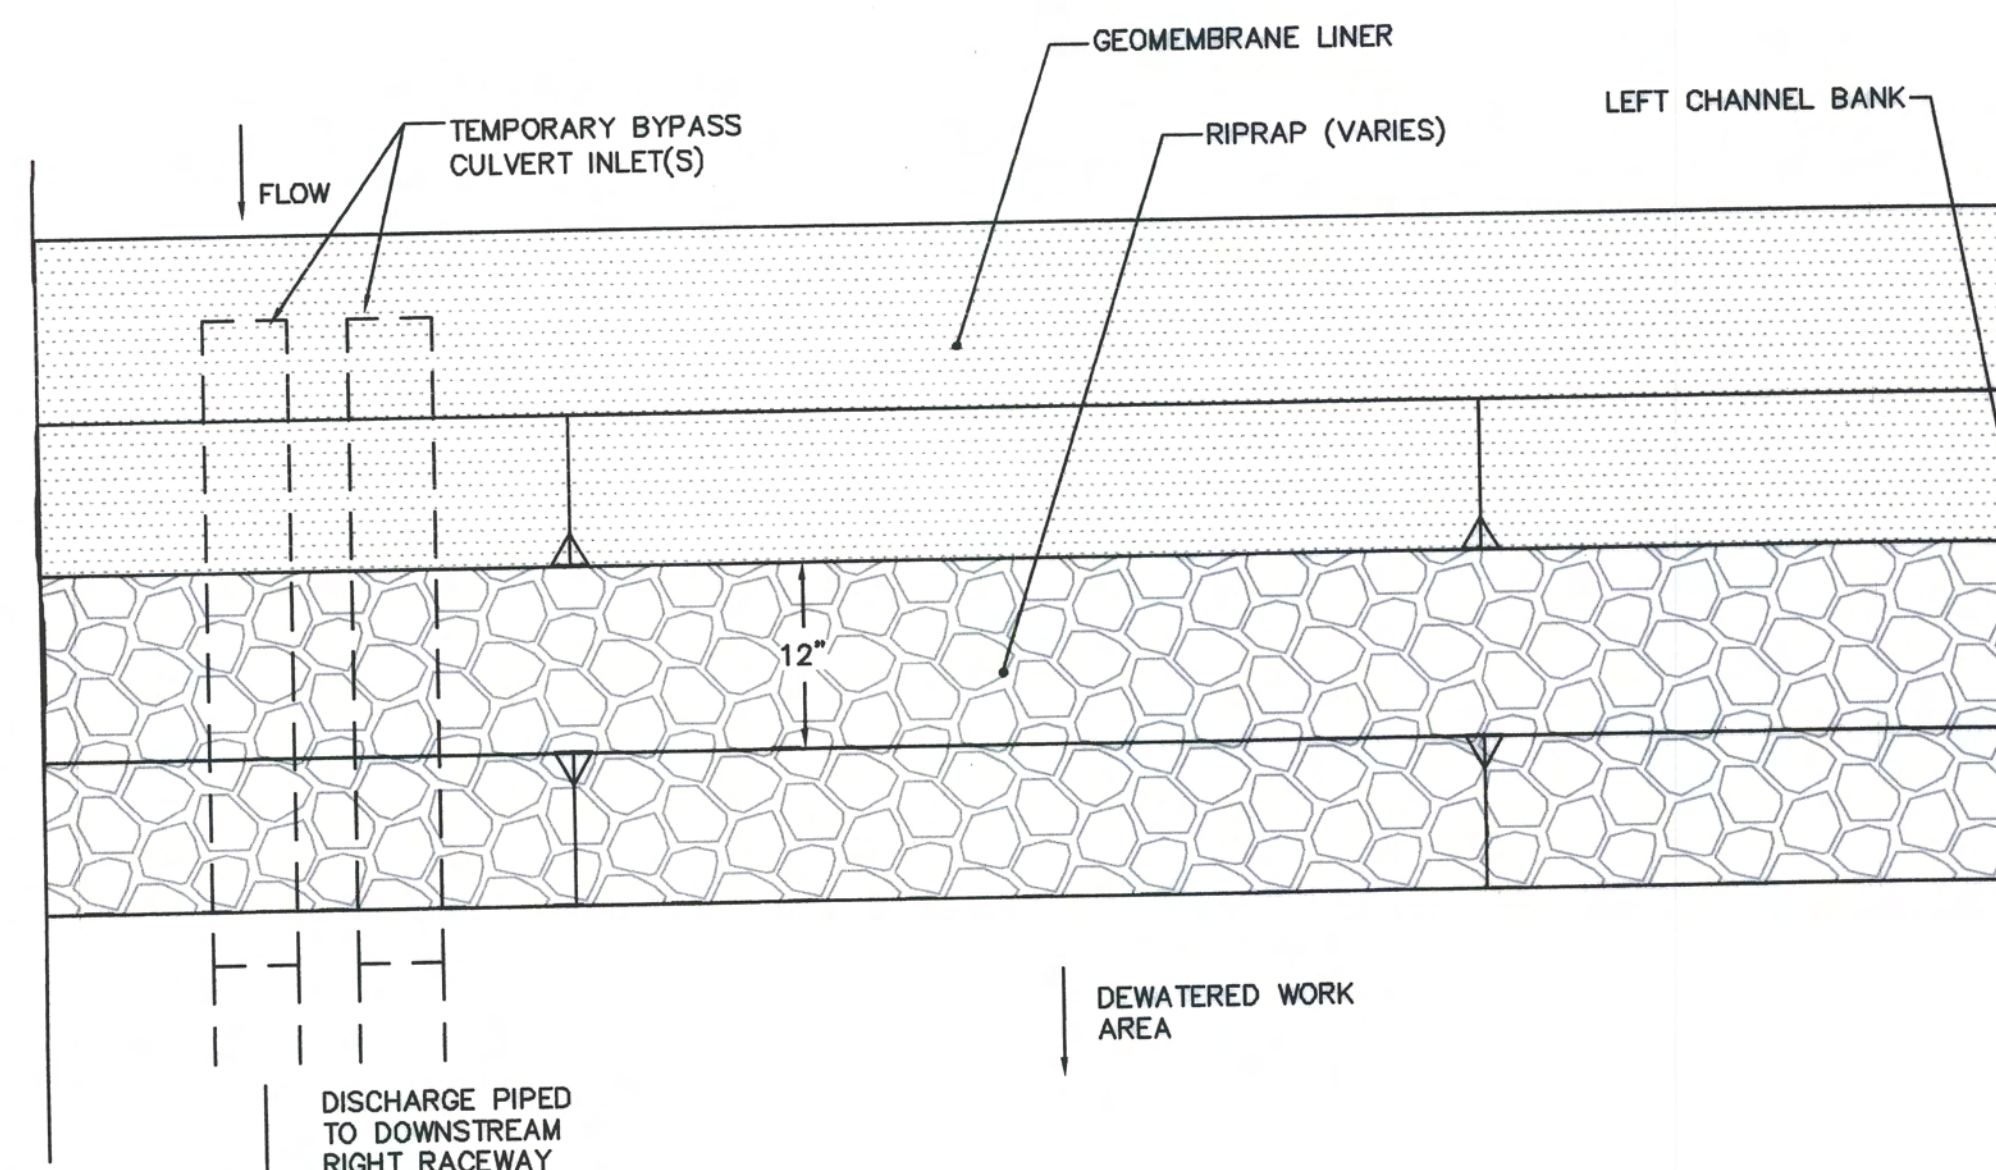 GEOMEMBRANE LINER
LEFT CHANNEL BANK
TEMPORARY BYPASS
CULVERT INLET(S)
RIPRAP (VARIES)
FLOW
12"
DEWATERED WORK
AREA
DISCHARGE PIPED
TO DOWNSTREAM
RIGHT RACEWAY